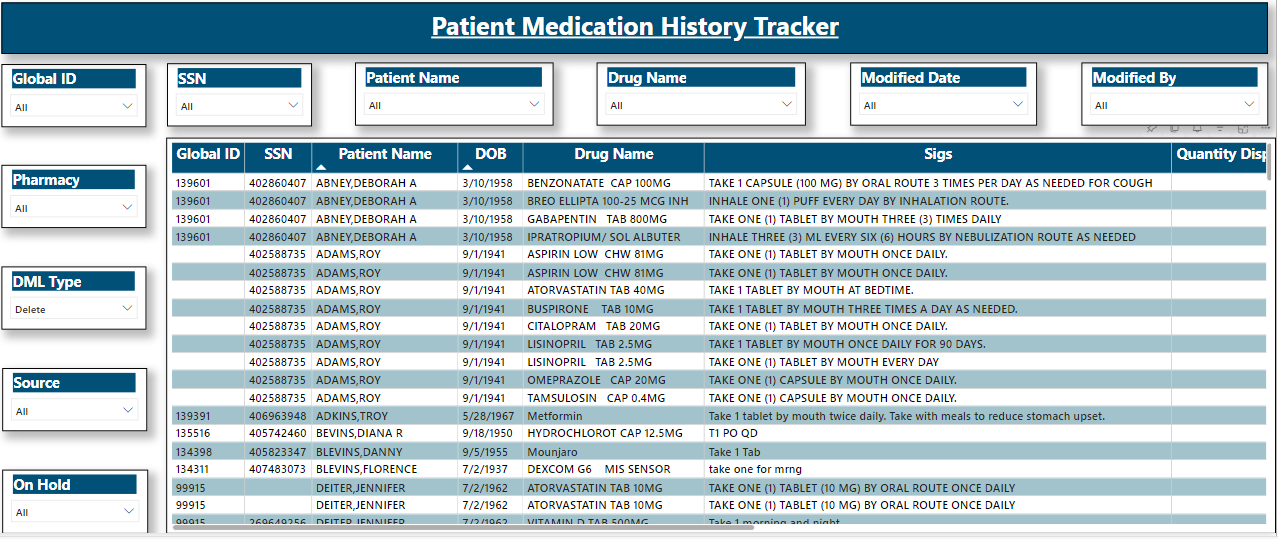 Patient Medication History Tracker
Global ID SSN Patient Name Drug Name Modified Date Modified By
All All All All All All
Pharmacy
All
DML Type
Delete
Source
All
On Hold
All
Global ID SSN Patient Name DOB Drug Name Sigs Quantity Disp
139601 402860407 ABNEY,DEBORAH A 3/10/1958 BENZONATATE CAP 100MG TAKE 1 CAPSULE (100 MG) BY ORAL ROUTE 3 TIMES PER DAY AS NEEDED FOR COUGH
139601 402860407 ABNEY,DEBORAH A 3/10/1958 BREO ELLIPTA 100-25 MCG INH INHALE ONE (1) PUFF EVERY DAY BY INHALATION ROUTE.
139601 402860407 ABNEY,DEBORAH A 3/10/1958 GABAPENTIN TAB 800MG TAKE ONE (1) TABLET BY MOUTH THREE (3) TIMES DAILY
139601 402860407 ABNEY,DEBORAH A 3/10/1958 IPRATROPIUM/ SOL ALBUTER INHALE THREE (3) ML EVERY SIX (6) HOURS BY NEBULIZATION ROUTE AS NEEDED
402588735 ADAMS,ROY 9/1/1941 ASPIRIN LOW CHW 81MG TAKE ONE (1) TABLET BY MOUTH ONCE DAILY.
402588735 ADAMS,ROY 9/1/1941 ASPIRIN LOW CHW 81MG TAKE ONE (1) TABLET BY MOUTH ONCE DAILY.
402588735 ADAMS,ROY 9/1/1941 ATORVASTATIN TAB 40MG TAKE 1 TABLET BY MOUTH AT BEDTIME.
402588735 ADAMS,ROY 9/1/1941 BUSPIRONE TAB 10MG TAKE 1 TABLET BY MOUTH THREE TIMES A DAY AS NEEDED.
402588735 ADAMS,ROY 9/1/1941 CITALOPRAM TAB 20MG TAKE ONE (1) TABLET BY MOUTH ONCE DAILY.
402588735 ADAMS,ROY 9/1/1941 LISINOPRIL TAB 2.5MG TAKE 1 TABLET BY MOUTH ONCE DAILY FOR 90 DAYS.
402588735 ADAMS,ROY 9/1/1941 LISINOPRIL TAB 2.5MG TAKE ONE (1) TABLET BY MOUTH EVERY DAY
402588735 ADAMS,ROY 9/1/1941 OMEPRAZOLE CAP 20MG TAKE ONE (1) CAPSULE BY MOUTH ONCE DAILY.
402588735 ADAMS,ROY 9/1/1941 TAMSULOSIN CAP 0.4MG TAKE ONE (1) CAPSULE BY MOUTH ONCE DAILY.
139391 406963948 ADKINS,TROY 5/28/1967 Metformin Take 1 tablet by mouth twice daily. Take with meals to reduce stomach upset.
135516 405742460 BEVINS,DIANA R 9/18/1950 HYDROCHLOROT CAP 12.5MG T1 PO QD
134398 405823347 BLEVINS,DANNY 9/5/1955 Mounjaro Take 1 Tab
134311 407483073 BLEVINS,FLORENCE 7/2/1937 DEXCOM G6 MIS SENSOR take one for mrng
99915 DEITER,JENNIFER 7/2/1962 ATORVASTATIN TAB 10MG TAKE ONE (1) TABLET (10 MG) BY ORAL ROUTE ONCE DAILY
99915 DEITER,JENNIFER 7/2/1962 ATORVASTATIN TAB 10MG TAKE ONE (1) TABLET (10 MG) BY ORAL ROUTE ONCE DAILY
99915 269649256 DEITER,JENNIFER 7/2/1962 VITAMIN D TAB 500MG Take 1 morning and night